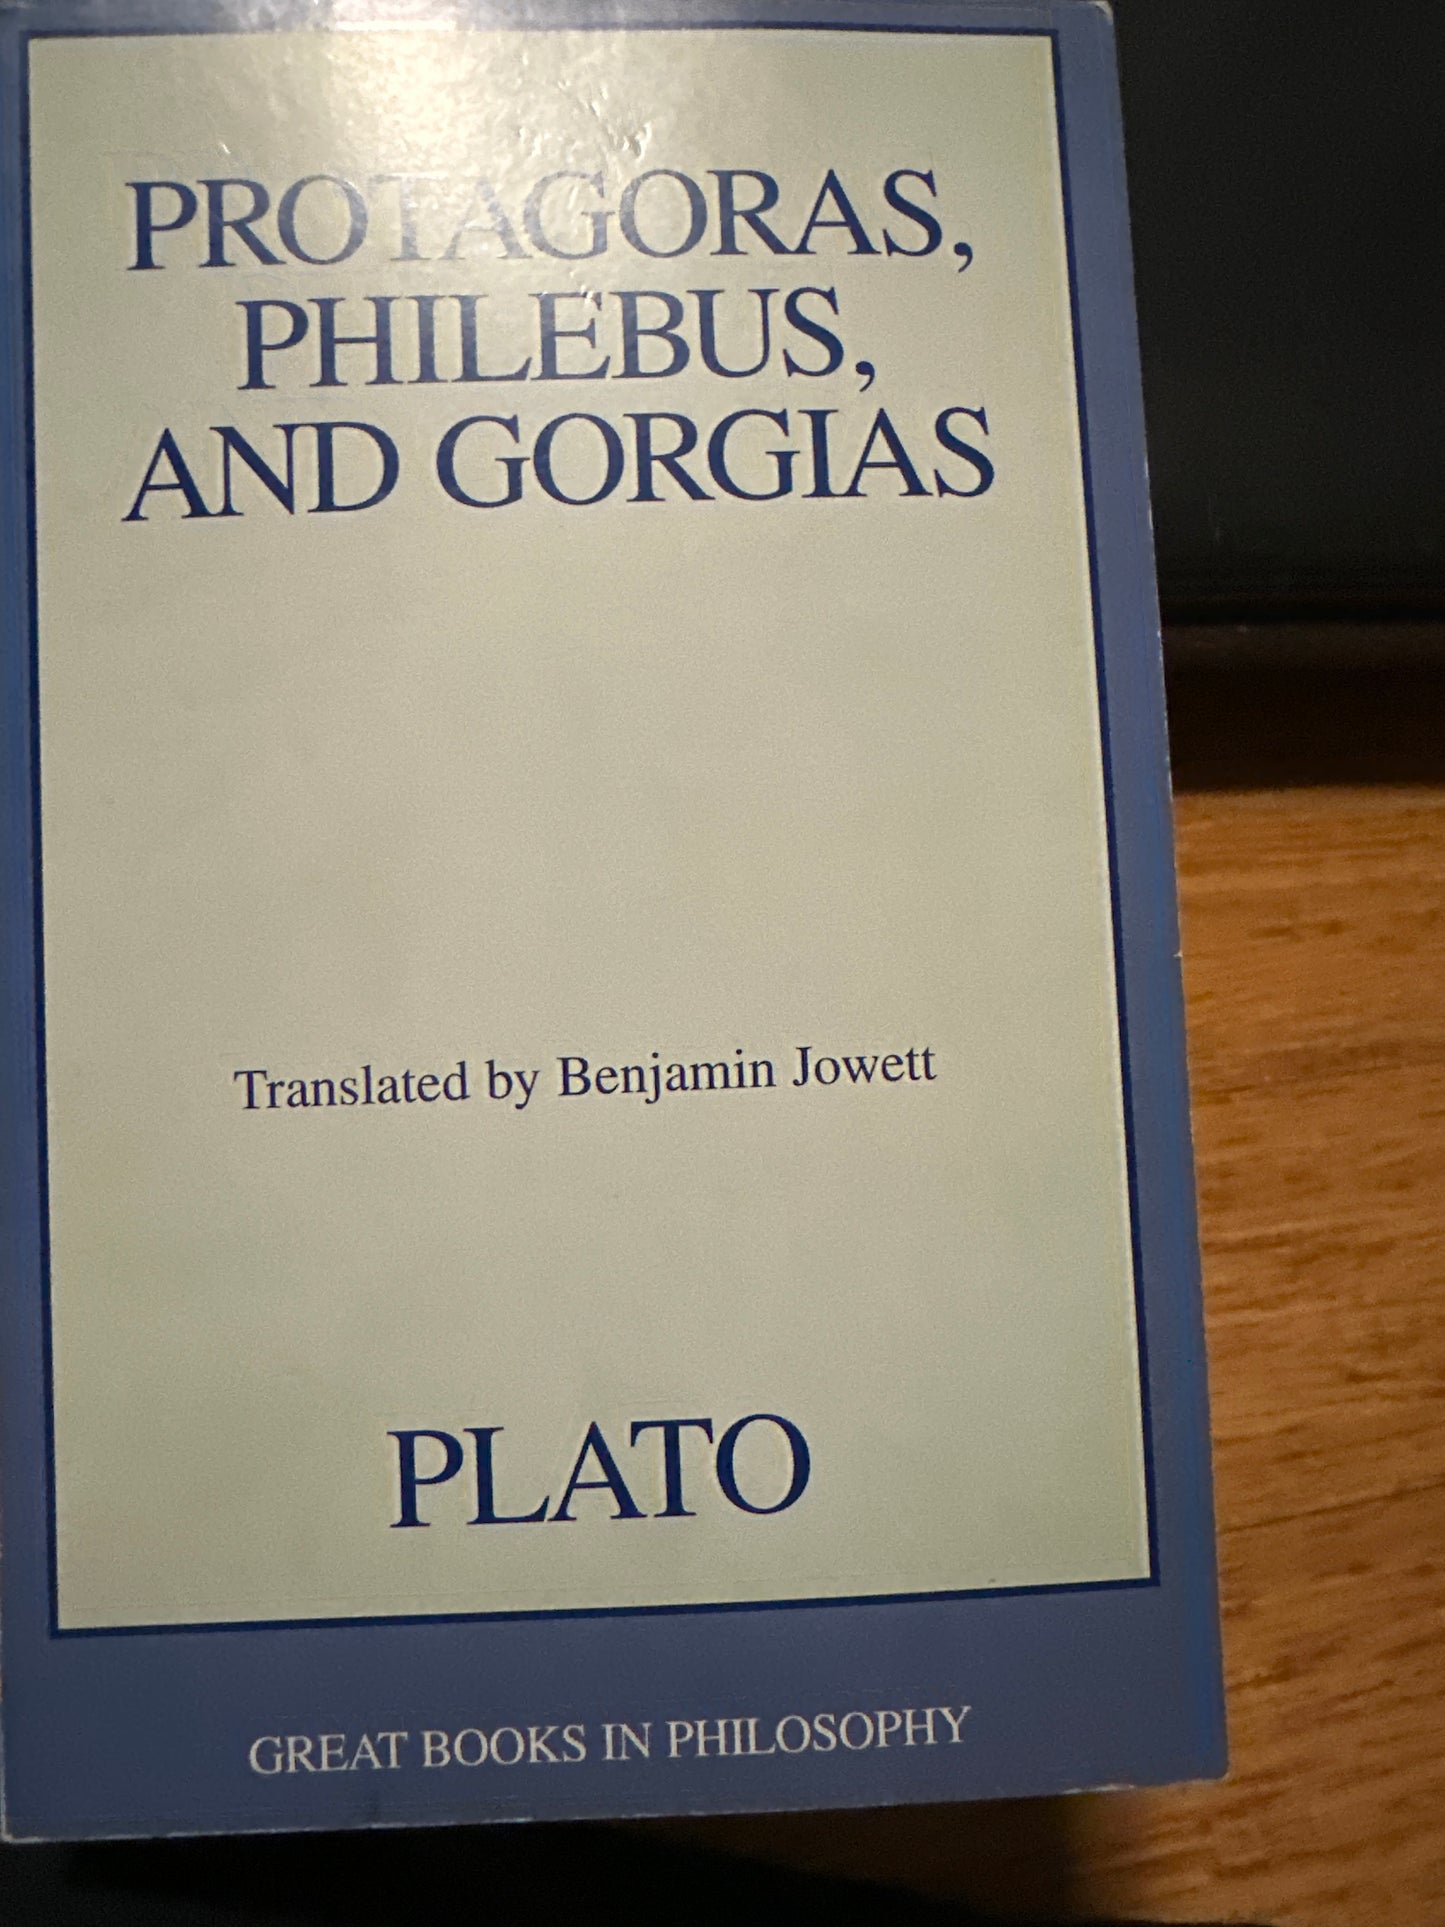 PROTAGORAS,
PHILEBUS,
AND GORGIAS
Translated by Benjamin Jowett
PLATO
GREAT BOOKS IN PHILOSOPHY